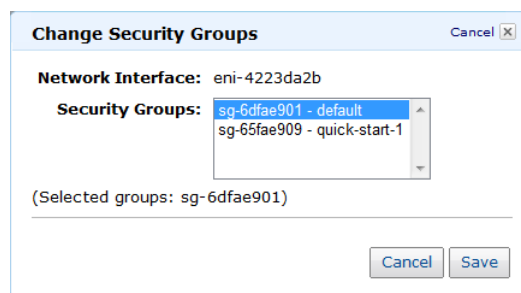 Change Security Groups Cancel
Network Interface: eni-4223da2b
Security Groups: sg-6dfae901 - default
sg-65fae909 - quick-start-1
(Selected groups: sg-6dfae901)
Cancel Save